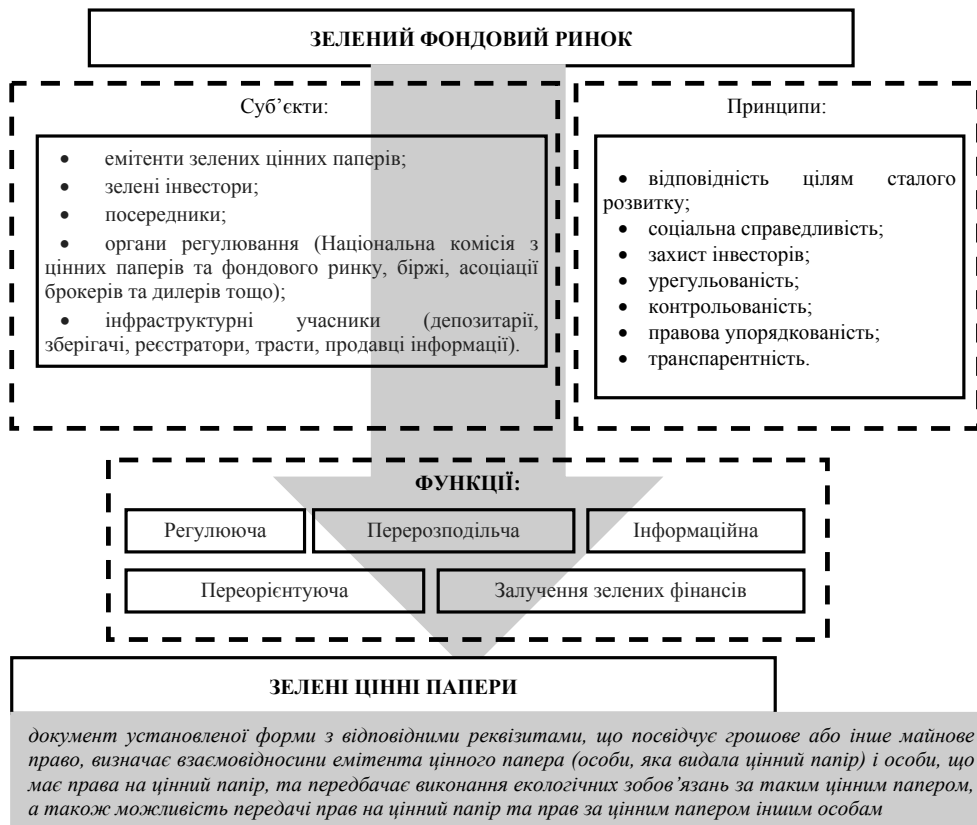 ЗЕЛЕНИЙ ФОНДОВИЙ РИНОК
Суб’єкти:
• емітенти зелених цінних паперів;
• зелені інвестори;
• посередники;
• органи регулювання (Національна комісія з
цінних паперів та фондового ринку, біржі, асоціації
брокерів та дилерів тощо);
• інфраструктурні учасники (депозитарії,
зберігачі, реєстратори, трасти, продавці інформації).
Принципи:
• відповідність цілям сталого
розвитку;
• соціальна справедливість;
• захист інвесторів;
• урегульованість;
• контрольованість;
• правова упорядкованість;
• транспарентність.
ФУНКЦІЇ:
Регулююча
Перерозподільча
Інформаційна
Переорієнтуюча
Залучення зелених фінансів
ЗЕЛЕНІ ЦІННІ ПАПЕРИ
документ установленої форми з відповідними реквізитами, що посвідчує грошове або інше майнове
право, визначає взаємовідносини емітента цінного папера (особи, яка видала цінний папір) і особи, що
має права на цінний папір, та передбачає виконання екологічних зобов’язань за таким цінним папером,
а також можливість передачі прав на цінний папір та прав за цінним папером іншим особам